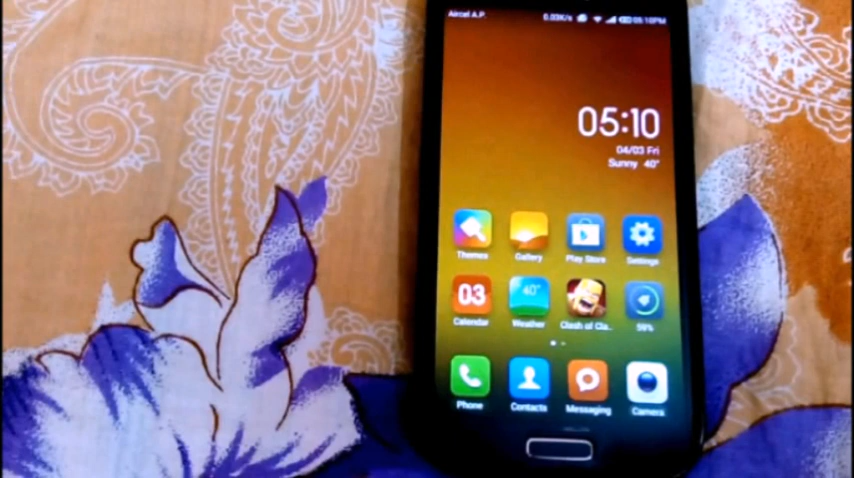 Aircel A.P. 0.03K/s 05:10PM
05:10
04/03 Fri
Sunny 40°
Themes Gallery Play Store Settings
03 40°
Calendar Weather Clash of Cla.. 59%
Phone Contacts Messaging Camera